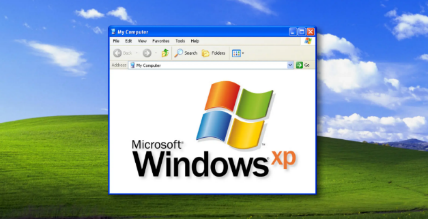 My Computer
File Edit View Favorites Tools Help
Back Search Folders
Address My Computer Go
Microsoft®
Windows xp